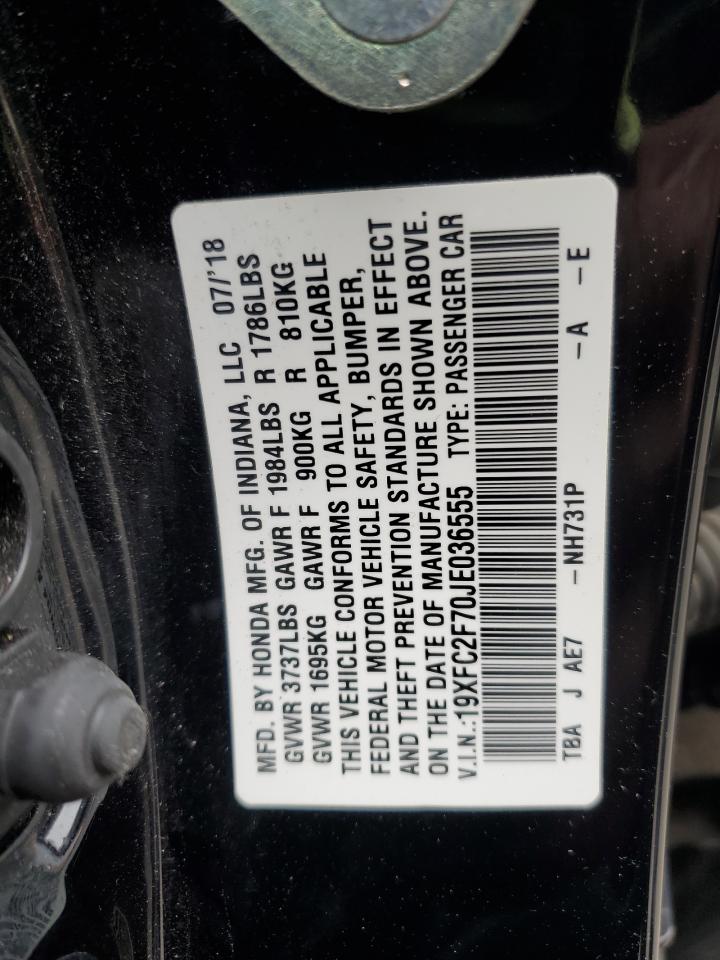 MFD. BY HONDA MFG. OF INDIANA, LLC 07/'18
GVWR 3737LBS GAWR F 1984LBS R 1786LBS
GVWR 1695KG GAWR F 900KG R 810KG
THIS VEHICLE CONFORMS TO ALL APPLICABLE
FEDERAL MOTOR VEHICLE SAFETY, BUMPER,
AND THEFT PREVENTION STANDARDS IN EFFECT
ON THE DATE OF MANUFACTURE SHOWN ABOVE.
V.I.N.:19XFC2F70JE036555 TYPE: PASSENGER CAR
TBA J AE7 -NH731P -A -E